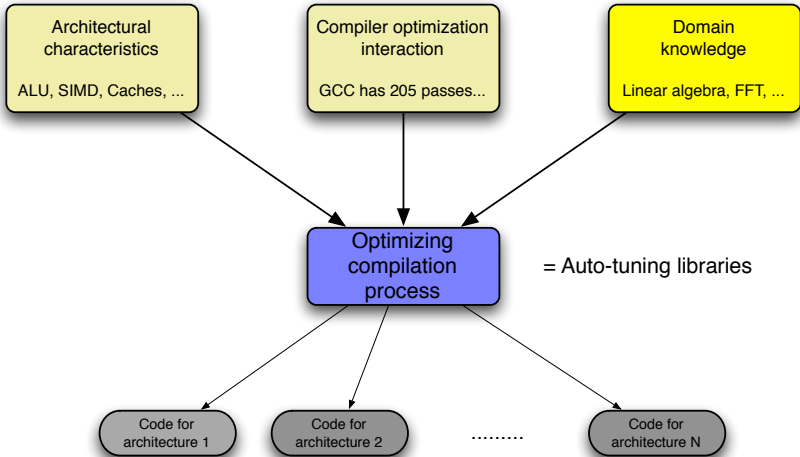 Architectural
characteristics
ALU, SIMD, Caches, ...
Compiler optimization
interaction
GCC has 205 passes...
Domain
knowledge
Linear algebra, FFT, ...
Optimizing
compilation
process
= Auto-tuning libraries
Code for
architecture 1
Code for
architecture 2
.........
Code for
architecture N